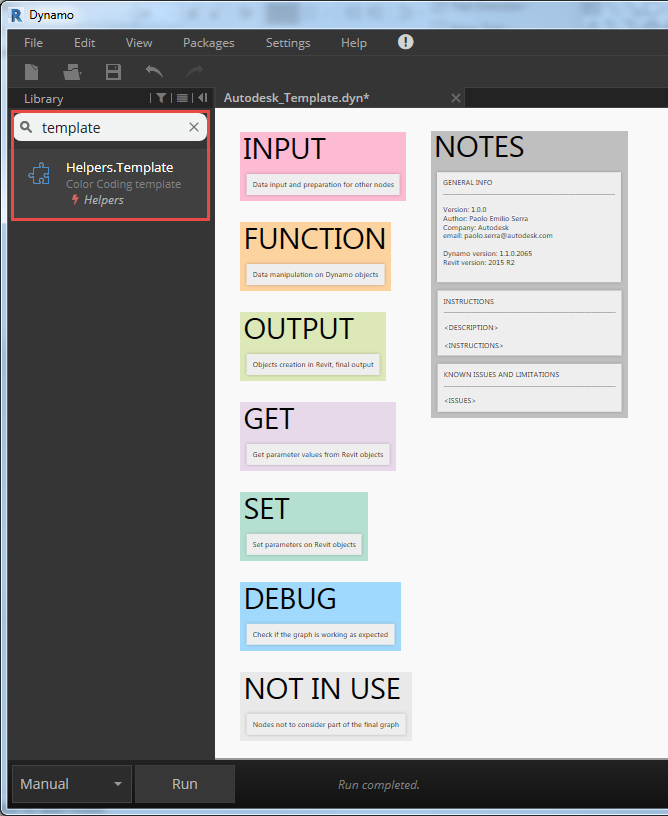 Dynamo
File Edit View Packages Settings Help
Library
Autodesk_Template.dyn*
template
Helpers.Template
Color Coding template
Helpers
INPUT
Data input and preparation for other nodes
FUNCTION
Data manipulation on Dynamo objects
OUTPUT
Objects creation in Revit, final output
GET
Get parameter values from Revit objects
SET
Set parameters on Revit objects
DEBUG
Check if the graph is working as expected
NOT IN USE
Nodes not to consider part of the final graph
NOTES
GENERAL INFO
Version: 1.0.0
Author: Paolo Emilio Serra
Company: Autodesk
email: paolo.serra@autodesk.com
Dynamo version: 1.1.0.2065
Revit version: 2015 R2
INSTRUCTIONS
<DESCRIPTION>
<INSTRUCTIONS>
KNOWN ISSUES AND LIMITATIONS
<ISSUES>
Manual
Run
Run completed.